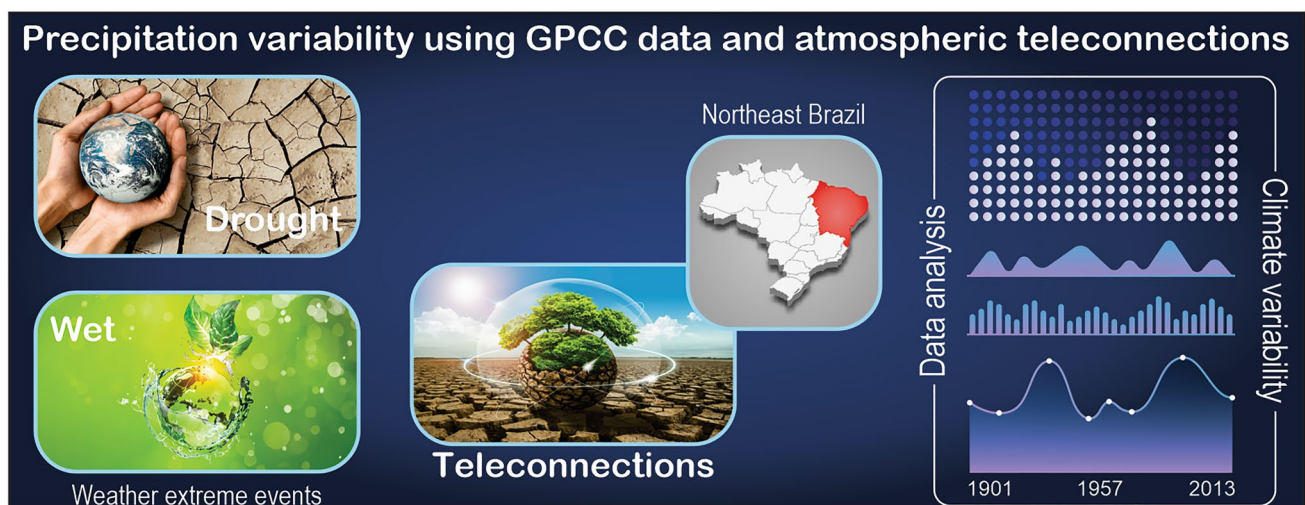 Precipitation variability using GPCC data and atmospheric teleconnections
Drought
Wet
Weather extreme events
Northeast Brazil
Teleconnections
Data analysis
Climate variability
1901 1957 2013